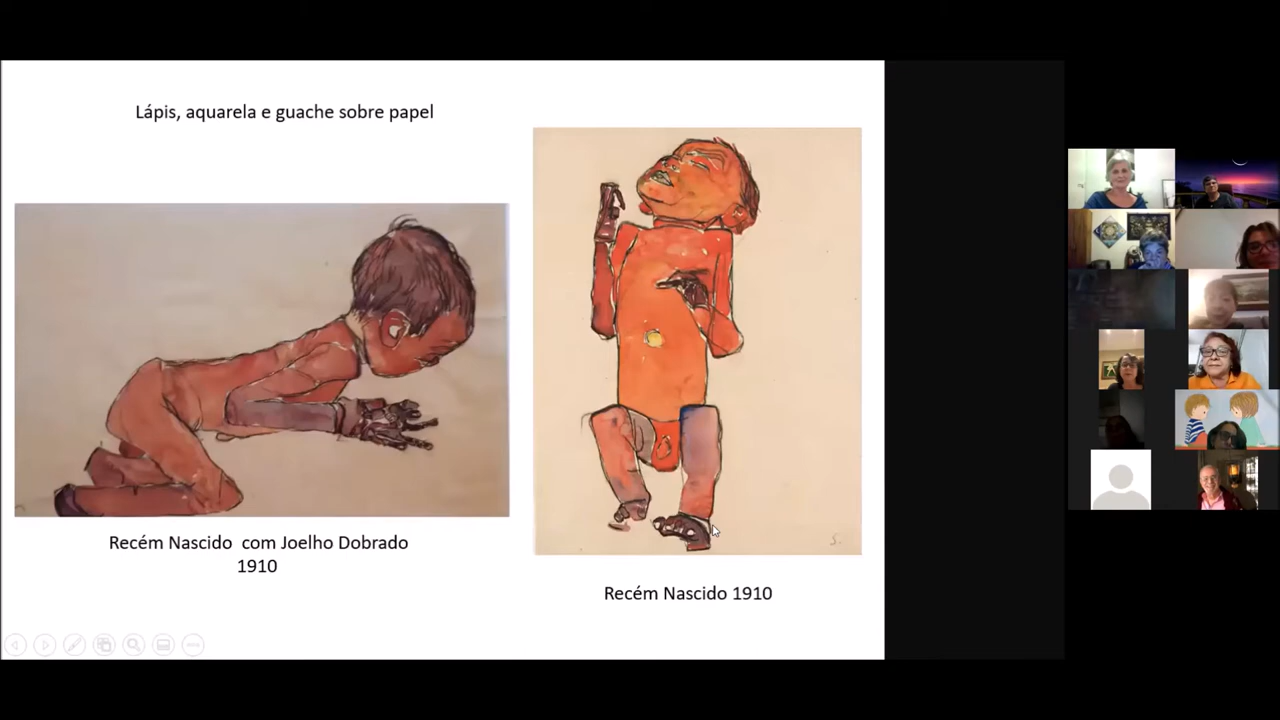 Lápis, aquarela e guache sobre papel
Recém Nascido com Joelho Dobrado
1910
S.
Recém Nascido 1910